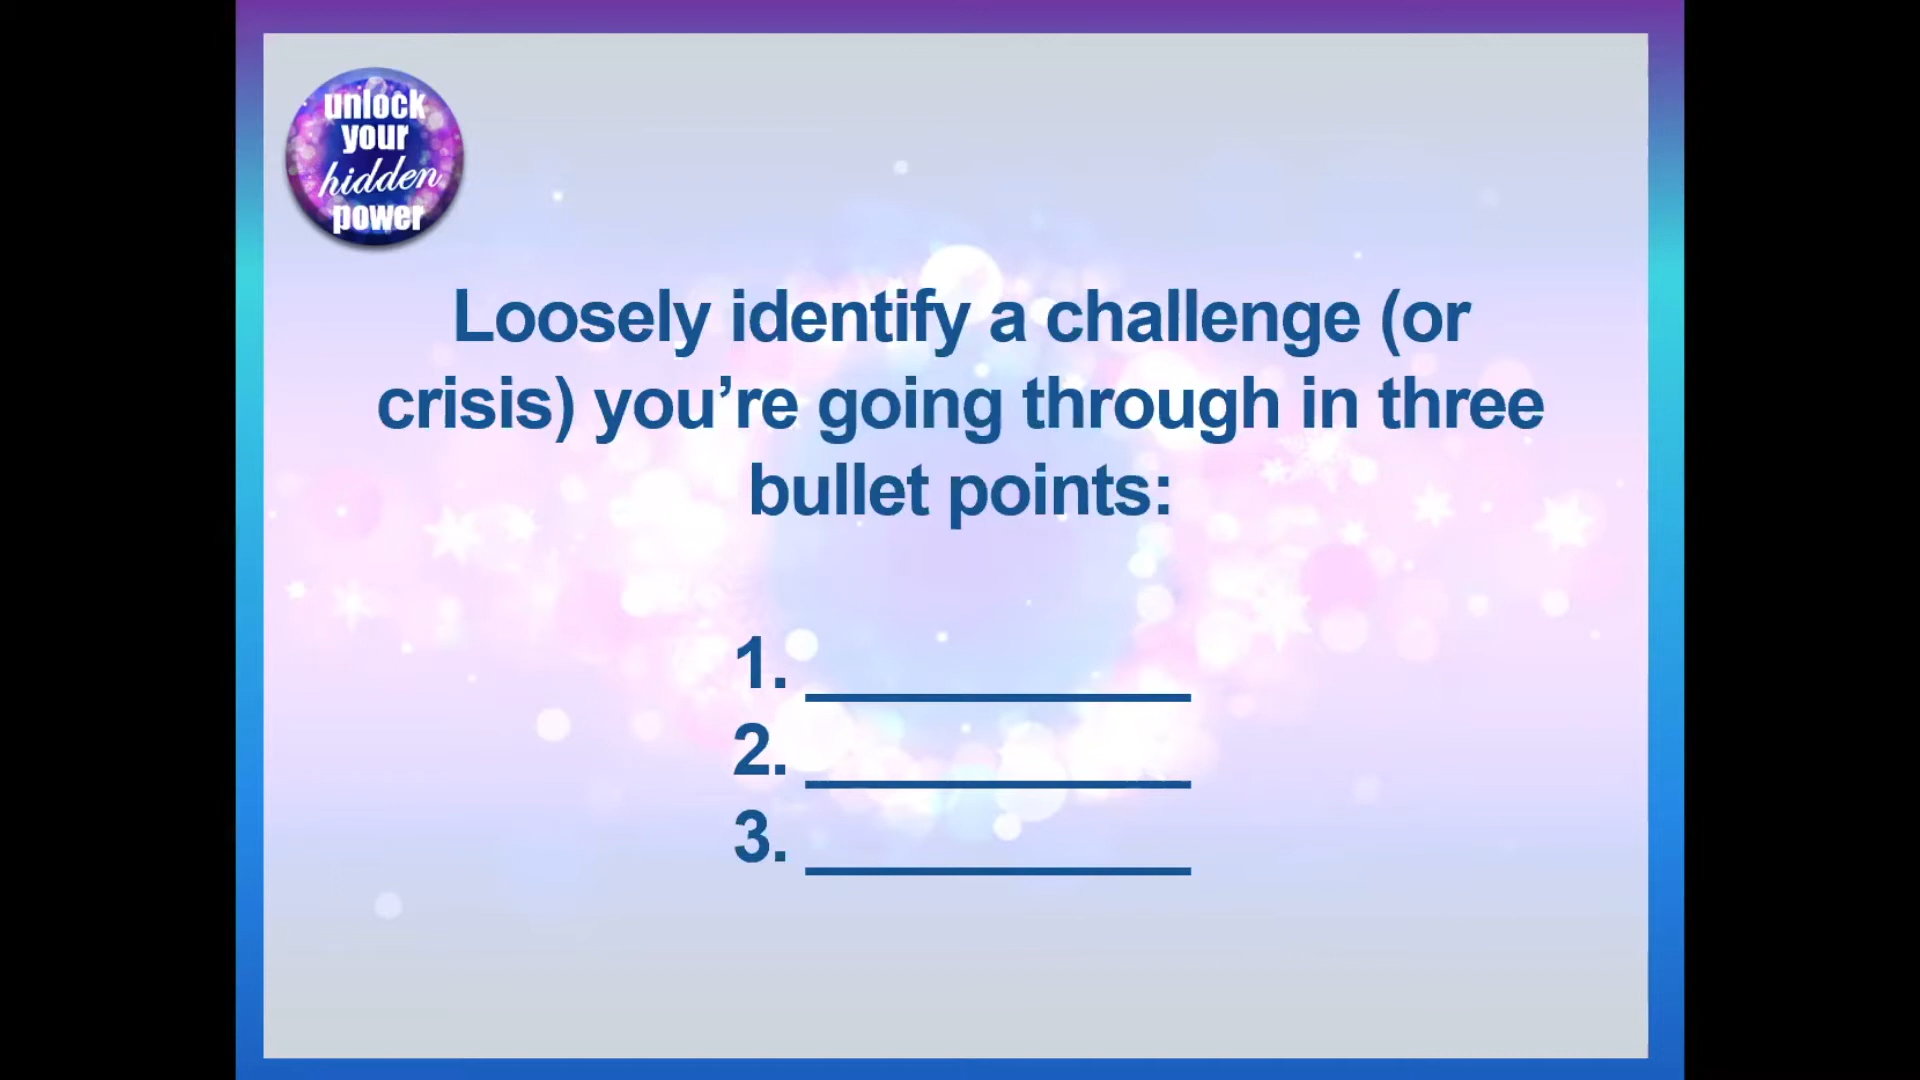 unlock
your
hidden
power
Loosely identify a challenge (or
crisis) you’re going through in three
bullet points:
1. ____________
2. ____________
3. ____________